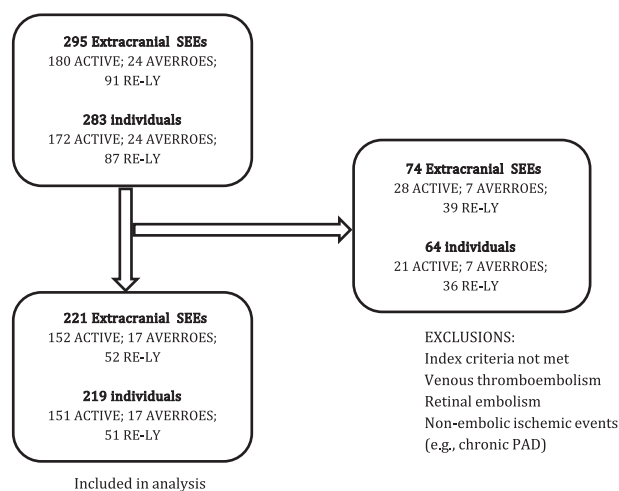 295 Extracranial SEEs
180 ACTIVE; 24 AVERROES;
91 RE-LY
283 individuals
172 ACTIVE; 24 AVERROES;
87 RE-LY
74 Extracranial SEEs
28 ACTIVE; 7 AVERROES;
39 RE-LY
64 individuals
21 ACTIVE; 7 AVERROES;
36 RE-LY
221 Extracranial SEEs
152 ACTIVE; 17 AVERROES;
52 RE-LY
219 individuals
151 ACTIVE; 17 AVERROES;
51 RE-LY
Included in analysis
EXCLUSIONS:
Index criteria not met
Venous thromboembolism
Retinal embolism
Non-embolic ischemic events
(e.g., chronic PAD)